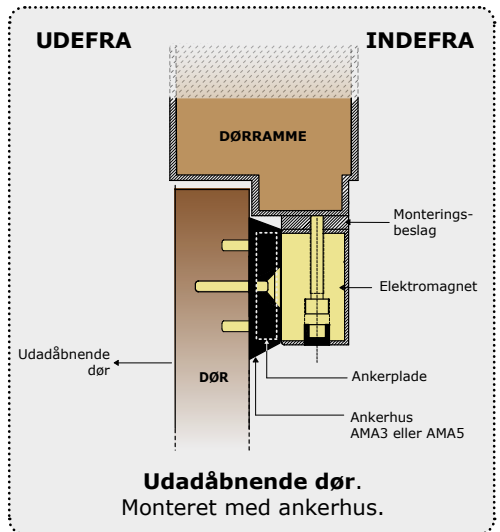 UDEFRA
INDEFRA
DØRRAMME
Monterings-
beslag
Elektromagnet
Udadåbnende
dør
DØR
Ankerplade
Ankerhus
AMA3 eller AMA5
Udadåbnende dør.
Monteret med ankerhus.